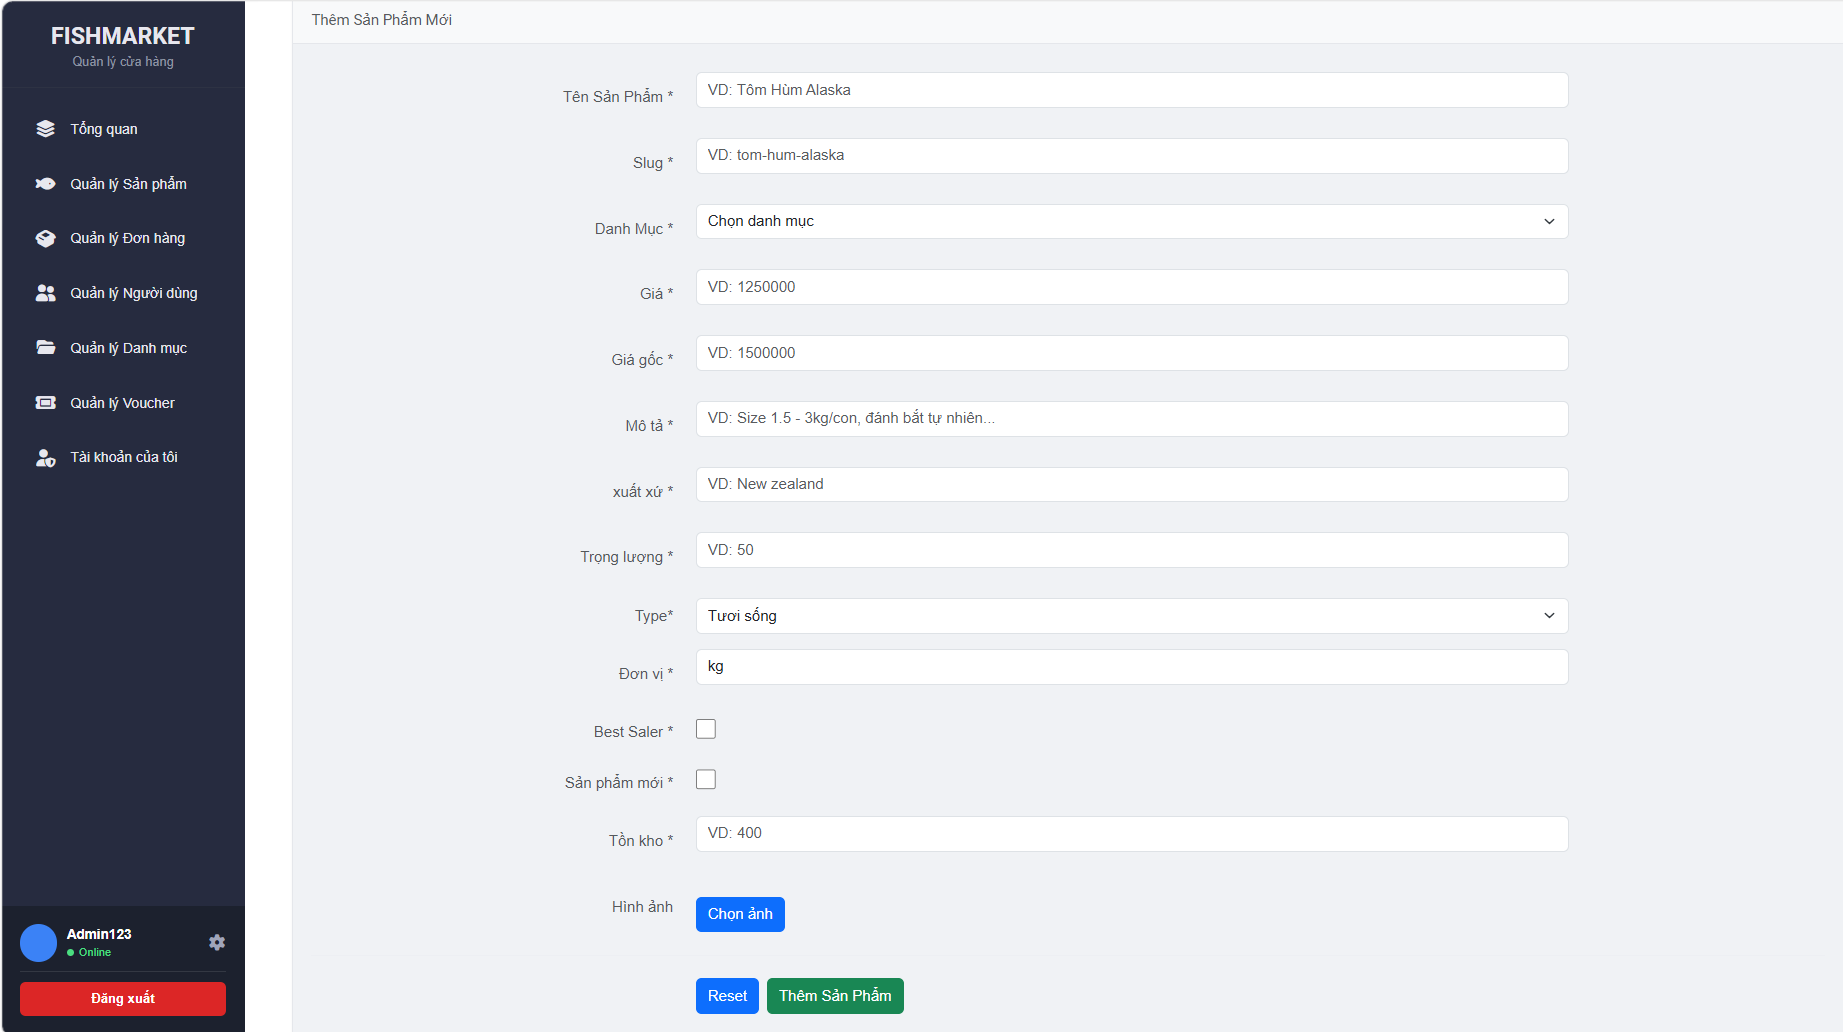 FISHMARKET
Quản lý cửa hàng
Tổng quan
Quản lý Sản phẩm
Quản lý Đơn hàng
Quản lý Người dùng
Quản lý Danh mục
Quản lý Voucher
Tài khoản của tôi
Admin123
Online
Đăng xuất
Thêm Sản Phẩm Mới
Tên Sản Phẩm * VD: Tôm Hùm Alaska
Slug * VD: tom-hum-alaska
Danh Mục * Chọn danh mục
Giá * VD: 1250000
Giá gốc * VD: 1500000
Mô tả * VD: Size 1.5 - 3kg/con, đánh bắt tự nhiên...
xuất xứ * VD: New zealand
Trọng lượng * VD: 50
Type* Tươi sống
Đơn vị * kg
Best Saler *
Sản phẩm mới *
Tồn kho * VD: 400
Hình ảnh Chọn ảnh
Reset Thêm Sản Phẩm